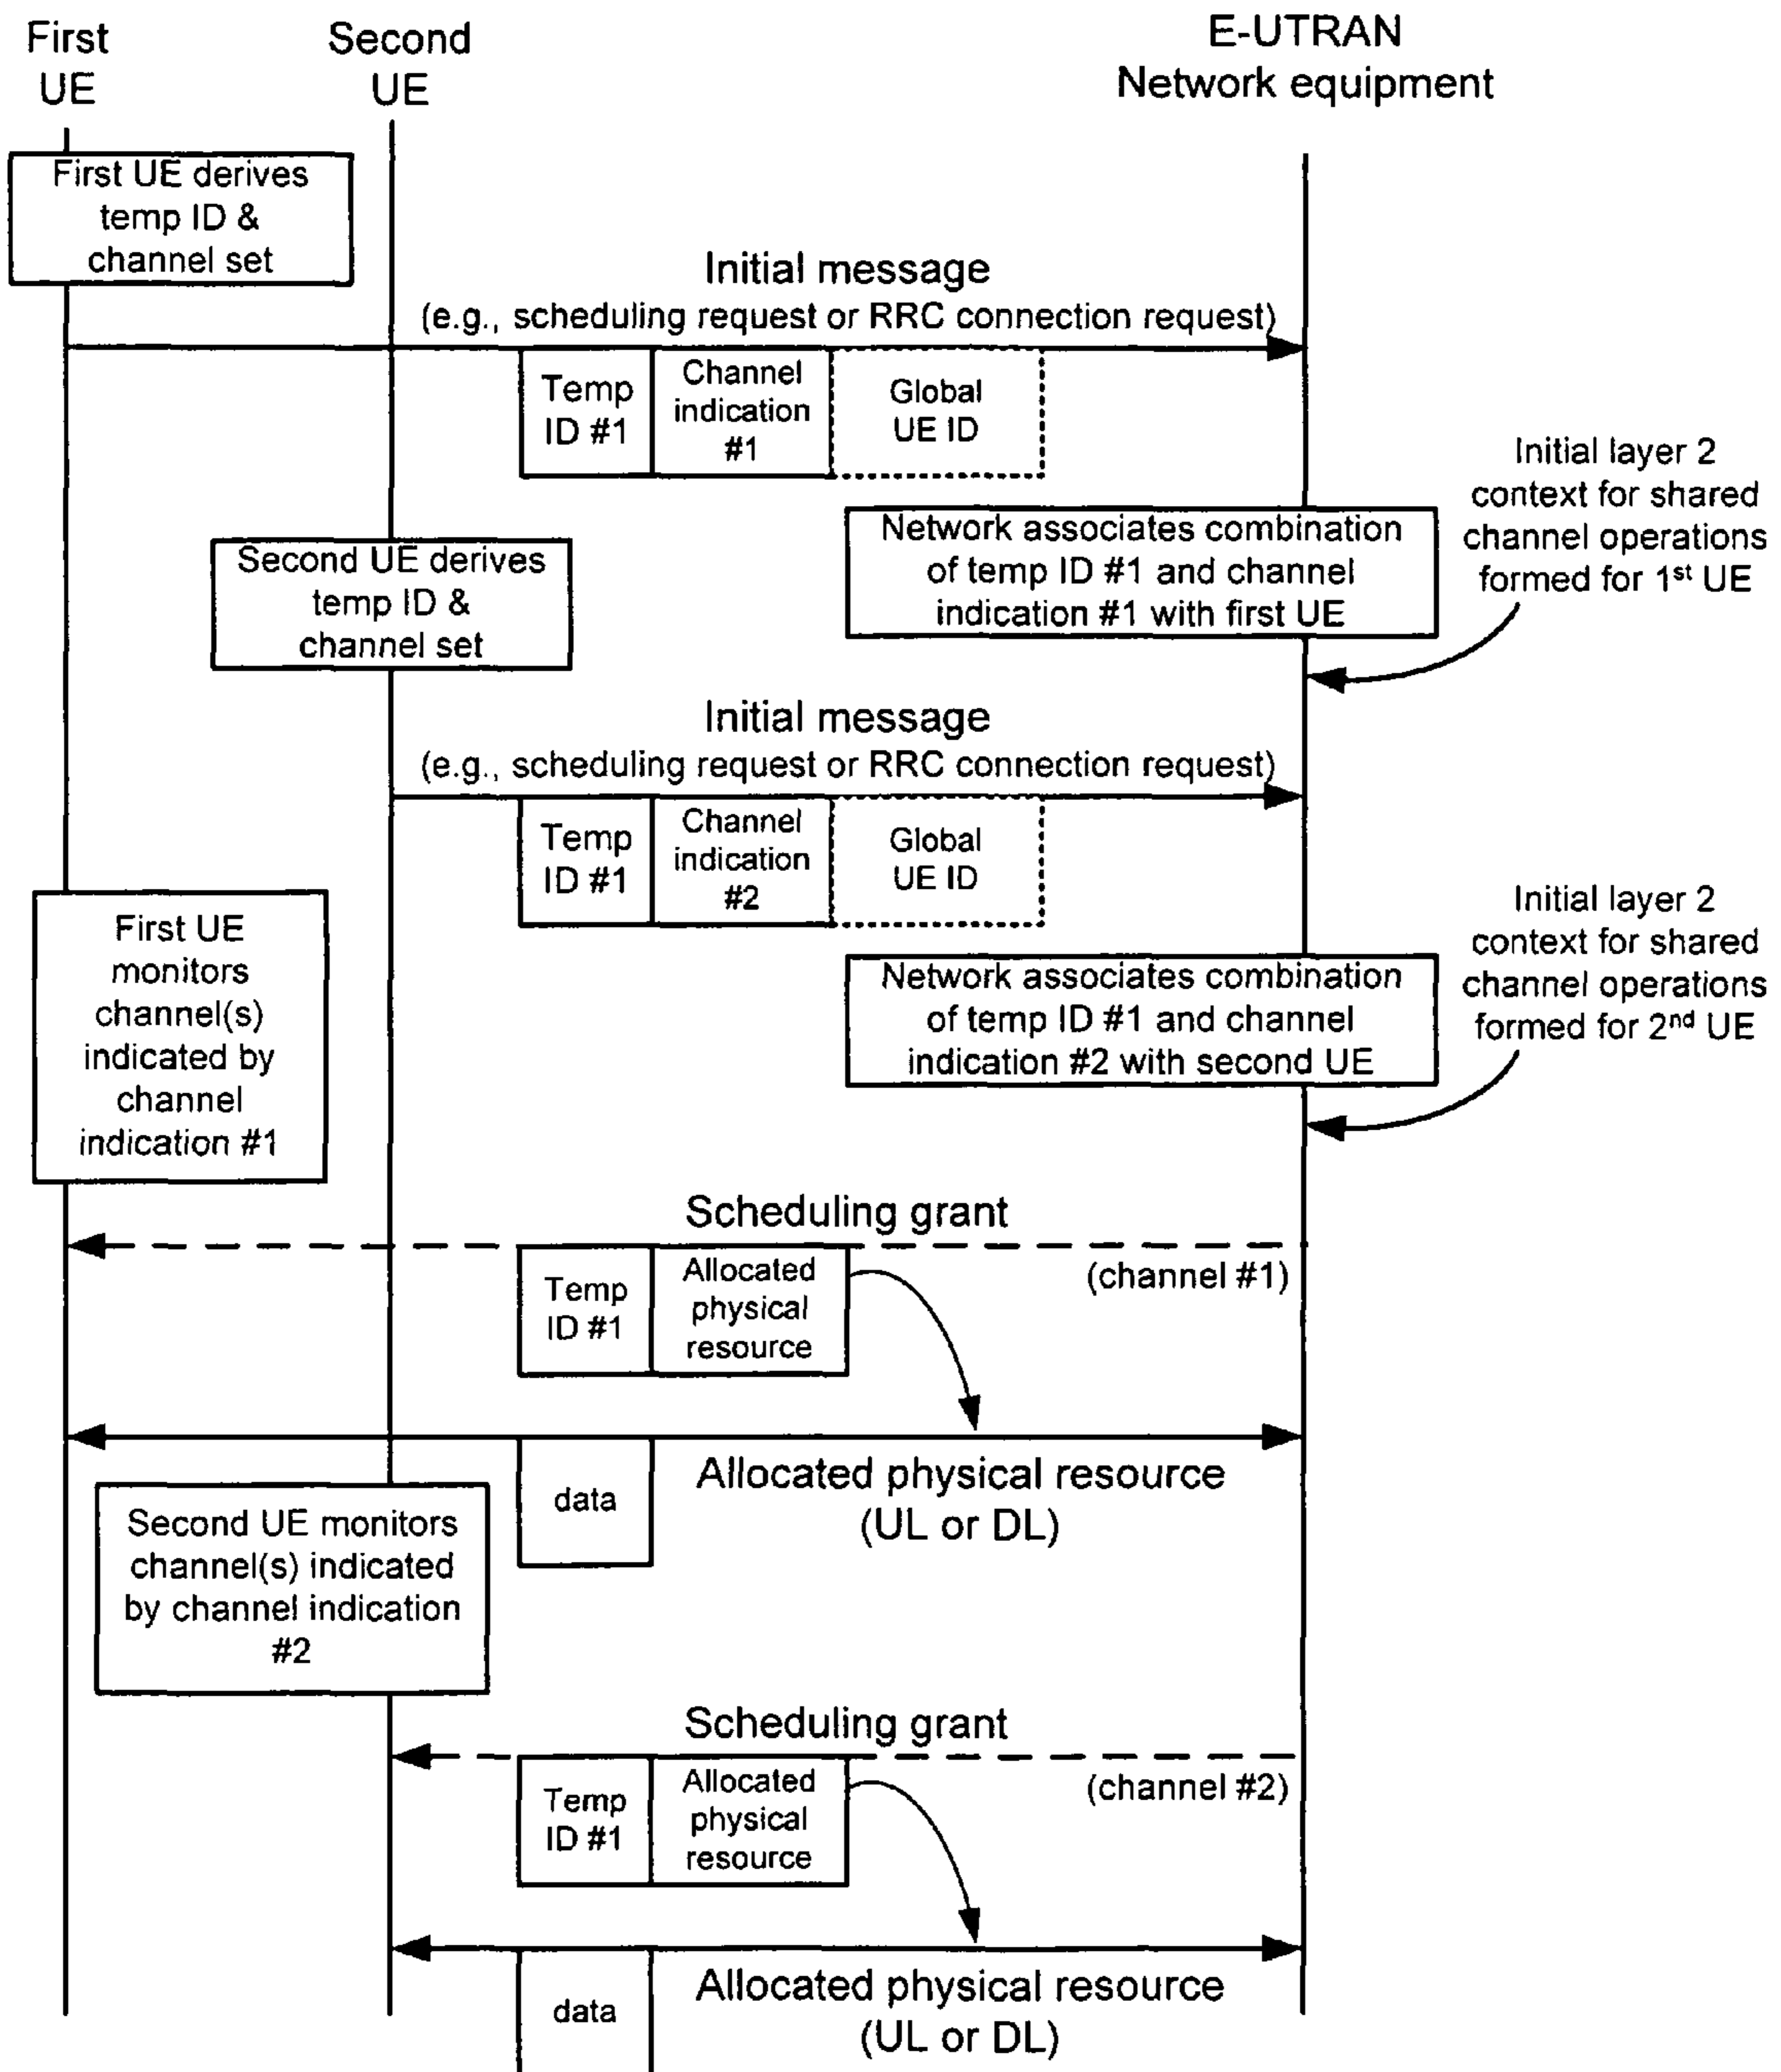 First
UE
Second
UE
E-UTRAN
Network equipment
First UE derives
temp ID &
channel set
Initial message
(e.g., scheduling request or RRC connection request)
Temp
ID #1
Channel
indication
#1
Global
UE ID
Initial layer 2
context for shared
channel operations
formed for 1st UE
Network associates combination
of temp ID #1 and channel
indication #1 with first UE
Second UE derives
temp ID &
channel set
Initial message
(e.g., scheduling request or RRC connection request)
Temp
ID #1
Channel
indication
#2
Global
UE ID
First UE
monitors
channel(s)
indicated by
channel
indication #1
Initial layer 2
context for shared
channel operations
formed for 2nd UE
Network associates combination
of temp ID #1 and channel
indication #2 with second UE
Scheduling grant
(channel #1)
Temp
ID #1
Allocated
physical
resource
data
Allocated physical resource
(UL or DL)
Second UE monitors
channel(s) indicated
by channel indication
#2
Scheduling grant
(channel #2)
Temp
ID #1
Allocated
physical
resource
data
Allocated physical resource
(UL or DL)